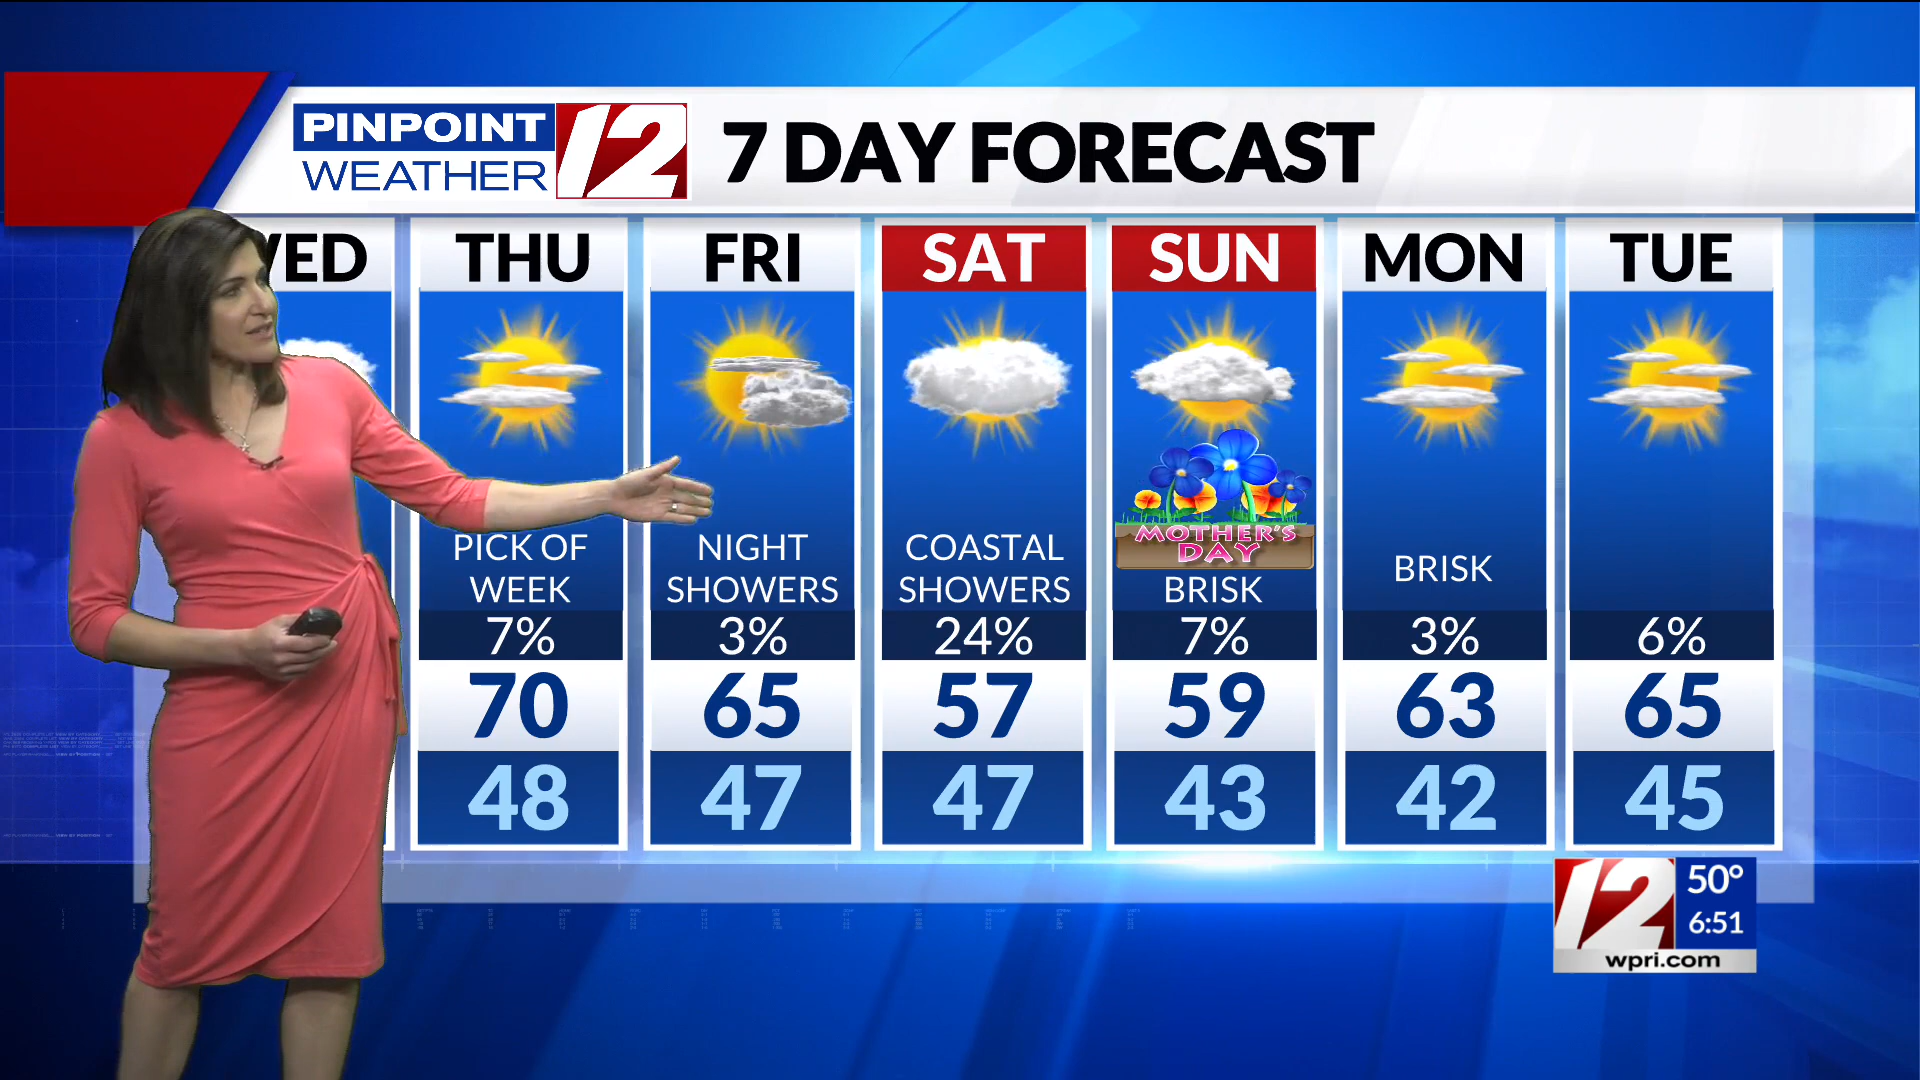 PINPOINT
WEATHER
12
7 DAY FORECAST
THU
FRI
SAT
SUN
MON
TUE
MOTHER'S
DAY
PICK OF
WEEK
NIGHT
SHOWERS
COASTAL
SHOWERS
BRISK
BRISK
7%
3%
24%
7%
3%
6%
70
65
57
59
63
65
48
47
47
43
42
45
12
50°
6:51
wpri.com